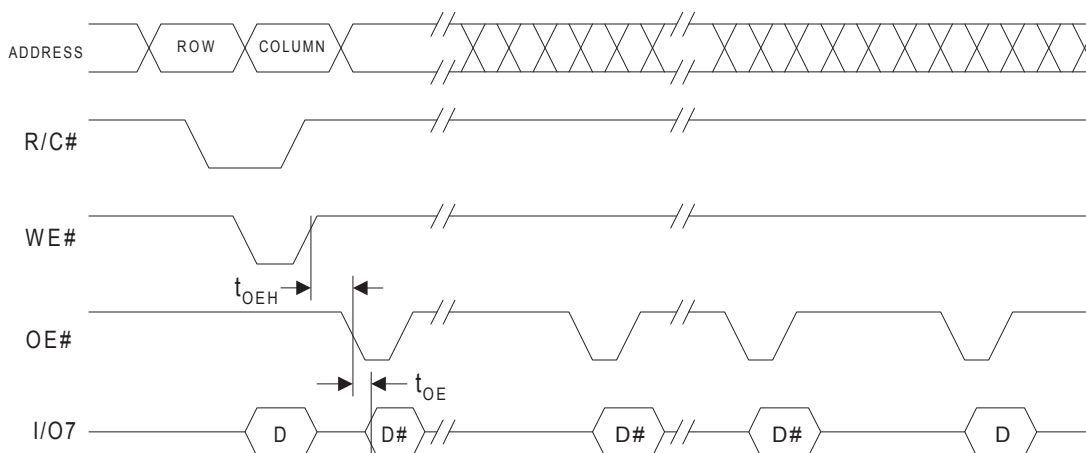 ADDRESS ROW COLUMN
R/C#
WE#
tOEH
OE#
tOE
I/O7 D D# D# D# D